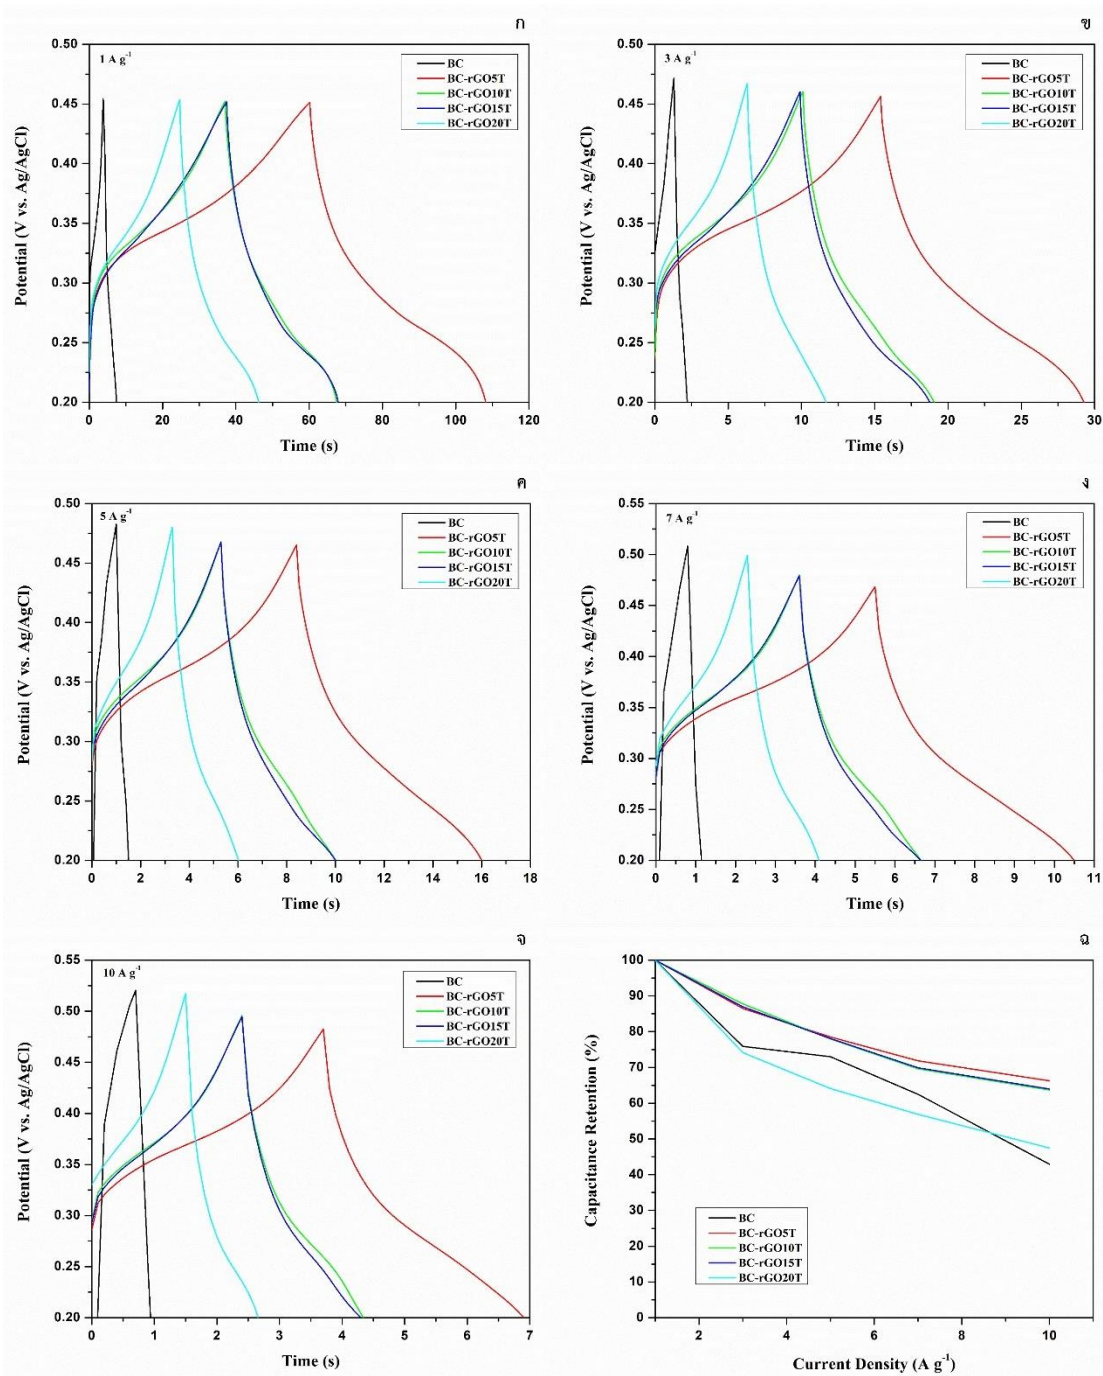 ก
1 A g⁻¹
BC
BC-rGO5T
BC-rGO10T
BC-rGO15T
BC-rGO20T
0.50
0.45
0.40
0.35
0.30
0.25
0.20
Potential (V vs. Ag/AgCl)
0 20 40 60 80 100 120
Time (s)
ข
3 A g⁻¹
BC
BC-rGO5T
BC-rGO10T
BC-rGO15T
BC-rGO20T
0.50
0.45
0.40
0.35
0.30
0.25
0.20
Potential (V vs. Ag/AgCl)
0 5 10 15 20 25 30
Time (s)
ค
5 A g⁻¹
BC
BC-rGO5T
BC-rGO10T
BC-rGO15T
BC-rGO20T
0.50
0.45
0.40
0.35
0.30
0.25
0.20
Potential (V vs. Ag/AgCl)
0 2 4 6 8 10 12 14 16 18
Time (s)
ง
7 A g⁻¹
BC
BC-rGO5T
BC-rGO10T
BC-rGO15T
BC-rGO20T
0.55
0.50
0.45
0.40
0.35
0.30
0.25
0.20
Potential (V vs. Ag/AgCl)
0 1 2 3 4 5 6 7 8 9 10 11
Time (s)
จ
10 A g⁻¹
BC
BC-rGO5T
BC-rGO10T
BC-rGO15T
BC-rGO20T
0.55
0.50
0.45
0.40
0.35
0.30
0.25
0.20
Potential (V vs. Ag/AgCl)
0 1 2 3 4 5 6 7
Time (s)
ฉ
100
90
80
70
60
50
40
30
20
10
0
Capacitance Retention (%)
BC
BC-rGO5T
BC-rGO10T
BC-rGO15T
BC-rGO20T
2 4 6 8 10
Current Density (A g⁻¹)